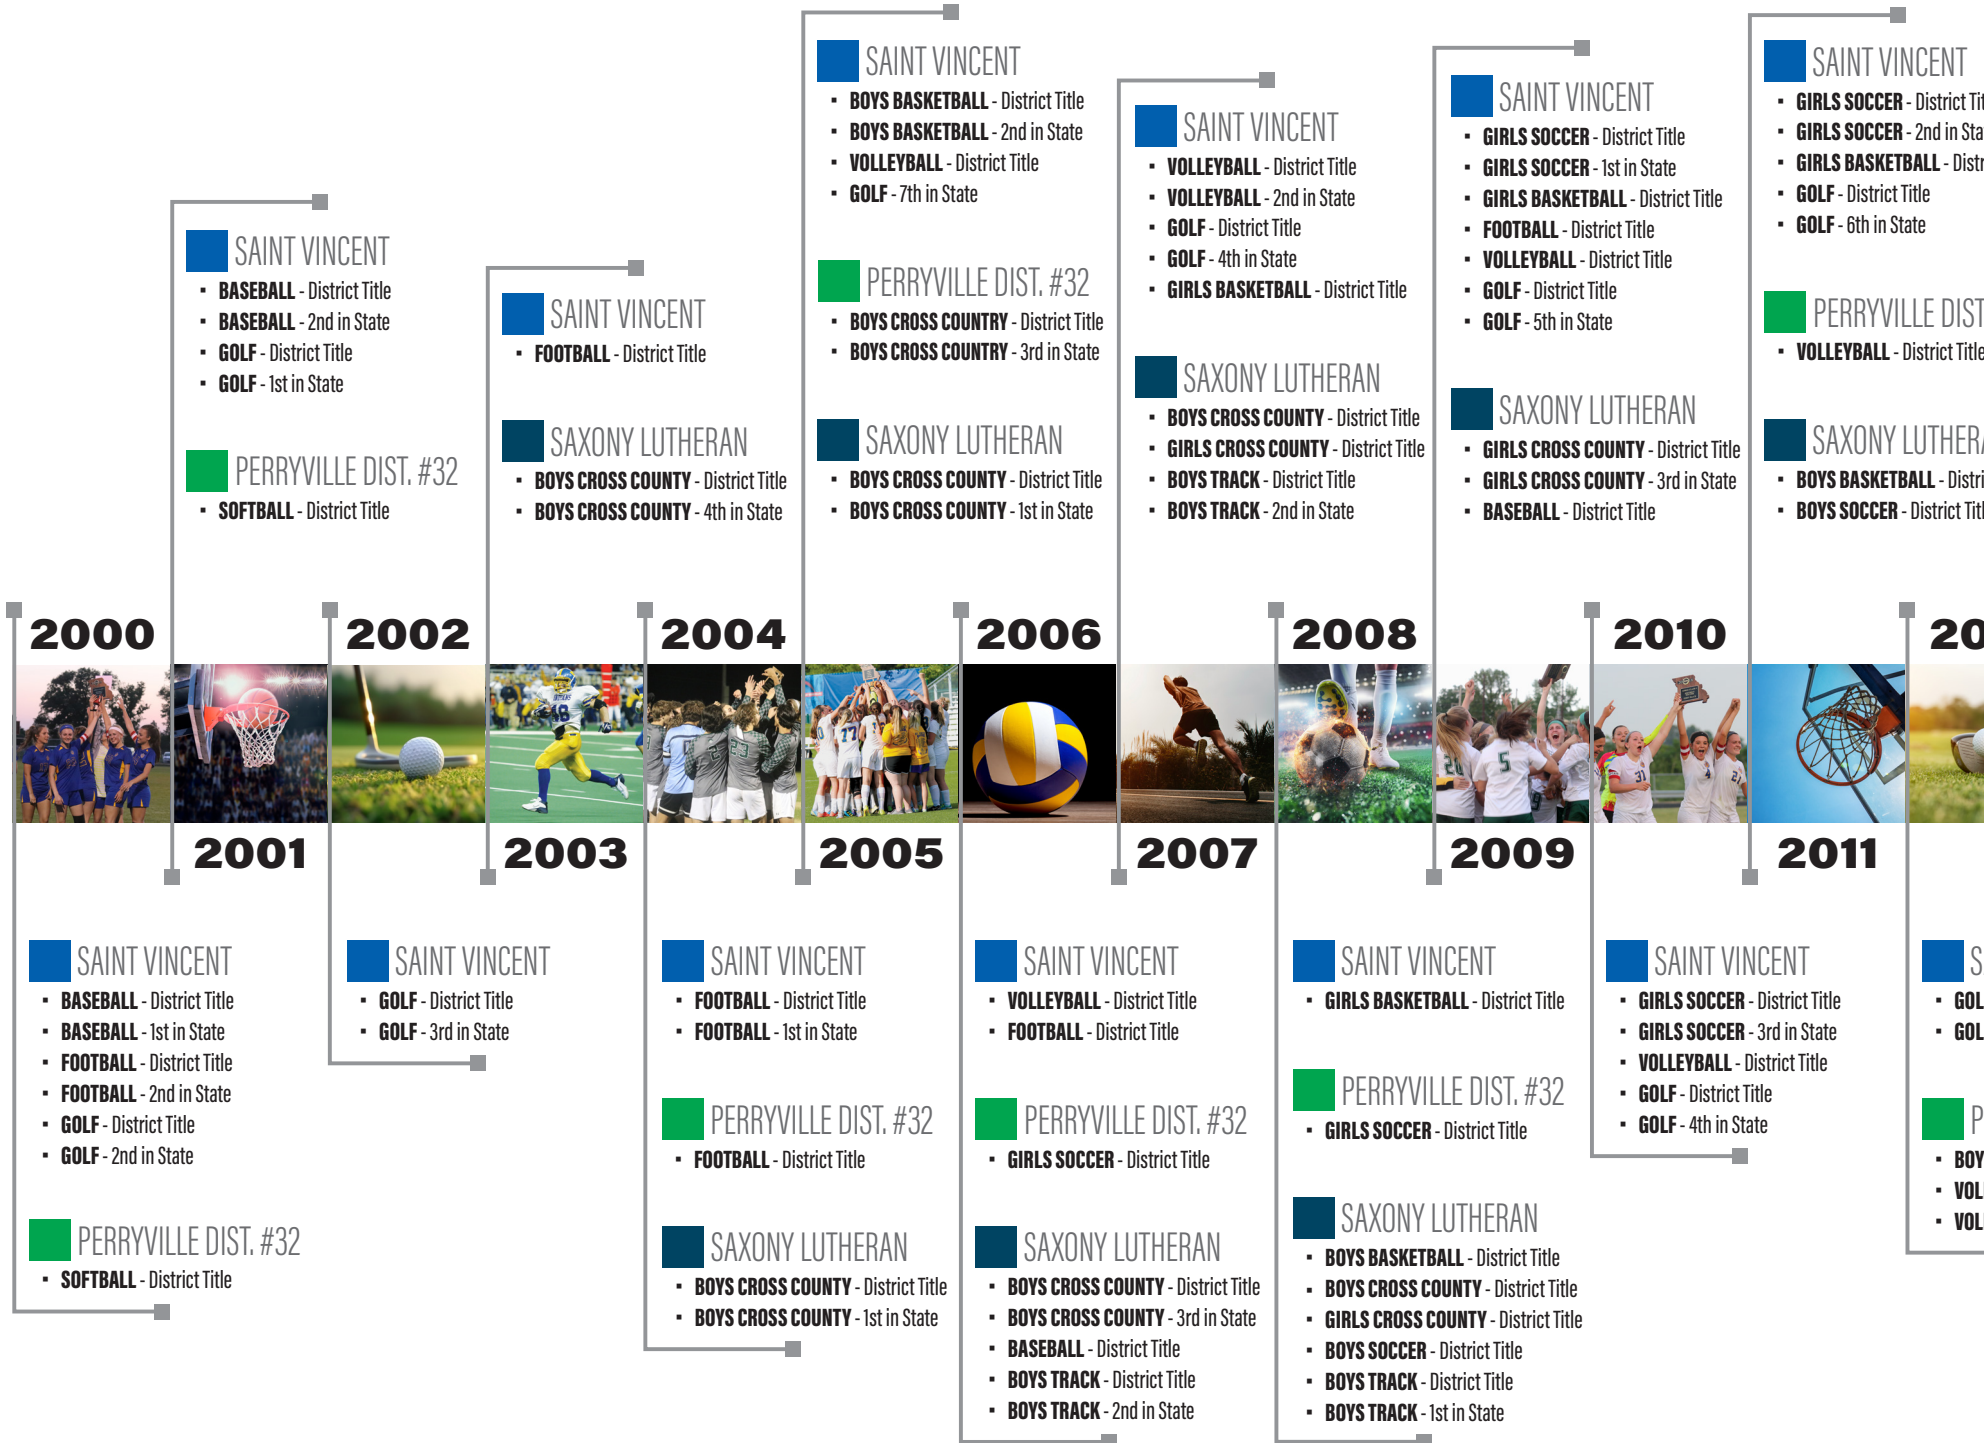 SAINT VINCENT
BASEBALL - District Title
BASEBALL - 2nd in State
GOLF - District Title
GOLF - 1st in State
PERRYVILLE DIST. #32
SOFTBALL - District Title
SAINT VINCENT
FOOTBALL - District Title
SAXONY LUTHERAN
BOYS CROSS COUNTY - District Title
BOYS CROSS COUNTY - 4th in State
SAINT VINCENT
BOYS BASKETBALL - District Title
BOYS BASKETBALL - 2nd in State
VOLLEYBALL - District Title
GOLF - 7th in State
PERRYVILLE DIST. #32
BOYS CROSS COUNTRY - District Title
BOYS CROSS COUNTRY - 3rd in State
SAXONY LUTHERAN
BOYS CROSS COUNTY - District Title
BOYS CROSS COUNTY - 1st in State
SAINT VINCENT
VOLLEYBALL - District Title
VOLLEYBALL - 2nd in State
GOLF - District Title
GOLF - 4th in State
GIRLS BASKETBALL - District Title
SAXONY LUTHERAN
BOYS CROSS COUNTY - District Title
GIRLS CROSS COUNTY - District Title
BOYS TRACK - District Title
BOYS TRACK - 2nd in State
SAINT VINCENT
GIRLS SOCCER - District Title
GIRLS SOCCER - 1st in State
GIRLS BASKETBALL - District Title
FOOTBALL - District Title
VOLLEYBALL - District Title
GOLF - District Title
GOLF - 5th in State
SAXONY LUTHERAN
GIRLS CROSS COUNTY - District Title
GIRLS CROSS COUNTY - 3rd in State
BASEBALL - District Title
SAINT VINCENT
GIRLS SOCCER - District Tit
GIRLS SOCCER - 2nd in Sta
GIRLS BASKETBALL - Distr
GOLF - District Title
GOLF - 6th in State
PERRYVILLE DIST
VOLLEYBALL - District Title
SAXONY LUTHERA
BOYS BASKETBALL - Distri
BOYS SOCCER - District Titl
2000
2002
2004
2006
2008
2010
20
48
23
77
20
5
31
4
2001
2003
2005
2007
2009
2011
SAINT VINCENT
BASEBALL - District Title
BASEBALL - 1st in State
FOOTBALL - District Title
FOOTBALL - 2nd in State
GOLF - District Title
GOLF - 2nd in State
PERRYVILLE DIST. #32
SOFTBALL - District Title
SAINT VINCENT
GOLF - District Title
GOLF - 3rd in State
SAINT VINCENT
FOOTBALL - District Title
FOOTBALL - 1st in State
PERRYVILLE DIST. #32
FOOTBALL - District Title
SAXONY LUTHERAN
BOYS CROSS COUNTY - District Title
BOYS CROSS COUNTY - 1st in State
SAINT VINCENT
VOLLEYBALL - District Title
FOOTBALL - District Title
PERRYVILLE DIST. #32
GIRLS SOCCER - District Title
SAXONY LUTHERAN
BOYS CROSS COUNTY - District Title
BOYS CROSS COUNTY - 3rd in State
BASEBALL - District Title
BOYS TRACK - District Title
BOYS TRACK - 2nd in State
SAINT VINCENT
GIRLS BASKETBALL - District Title
PERRYVILLE DIST. #32
GIRLS SOCCER - District Title
SAXONY LUTHERAN
BOYS BASKETBALL - District Title
BOYS CROSS COUNTY - District Title
GIRLS CROSS COUNTY - District Title
BOYS SOCCER - District Title
BOYS TRACK - District Title
BOYS TRACK - 1st in State
SAINT VINCENT
GIRLS SOCCER - District Title
GIRLS SOCCER - 3rd in State
VOLLEYBALL - District Title
GOLF - District Title
GOLF - 4th in State
S
GOL
GOL
P
BOY
VOL
VOL